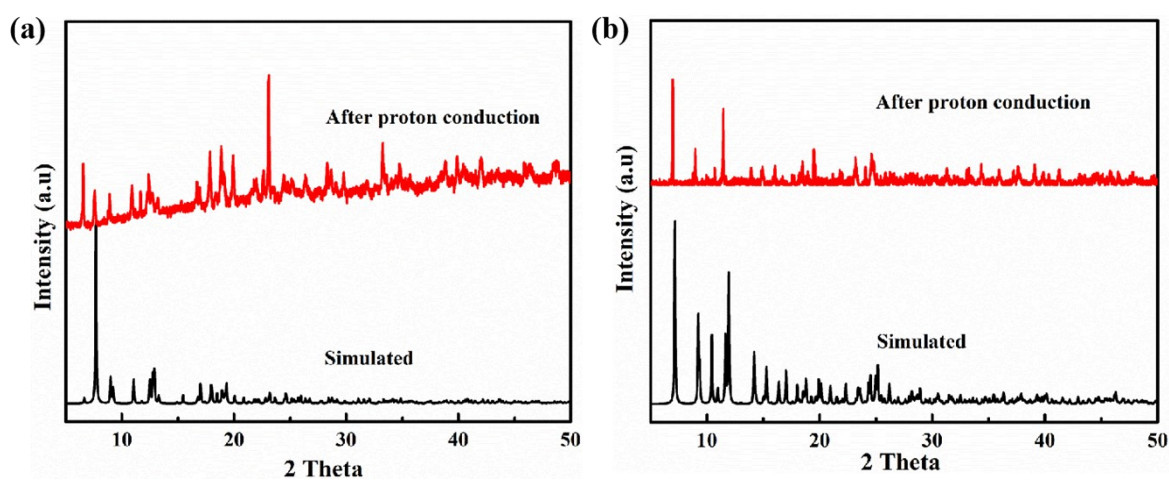 (a)
After proton conduction
Simulated
Intensity (a.u)
10 20 30 40 50
2 Theta
(b)
After proton conduction
Simulated
Intensity (a.u)
10 20 30 40 50
2 Theta